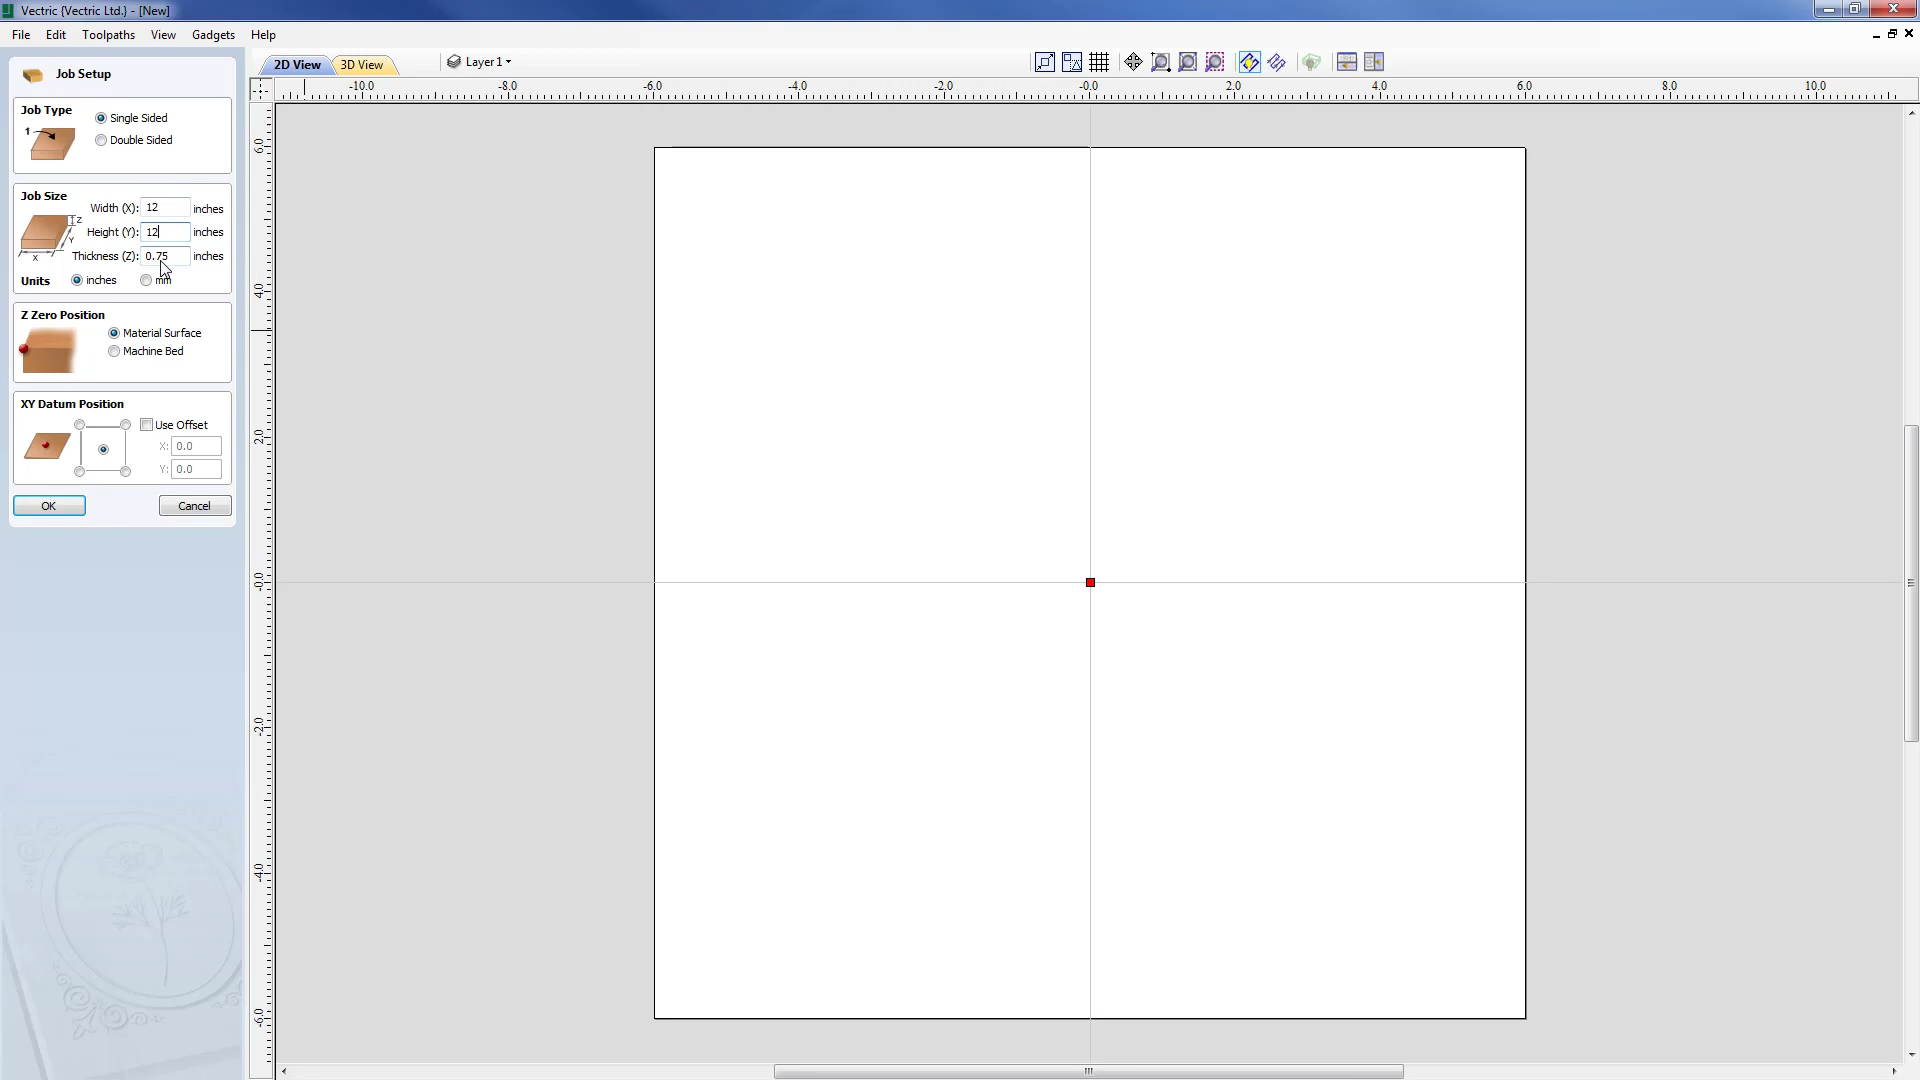 Vectric {Vectric Ltd.} - [New]
File Edit Toolpaths View Gadgets Help
2D View 3D View Layer 1
Job Setup
-10.0 -8.0 -6.0 -4.0 -2.0 -0.0 2.0 4.0 6.0 8.0 10.0
Job Type
1
Single Sided
Double Sided
6.0
Job Size
Width (X): 12 inches
Z
Y
X
Height (Y): 12 inches
Thickness (Z): 0.75 inches
Units inches mm
4.0
Z Zero Position
Material Surface
Machine Bed
XY Datum Position
Use Offset
X: 0.0
Y: 0.0
2.0
OK Cancel
-0.0
-2.0
-4.0
-6.0